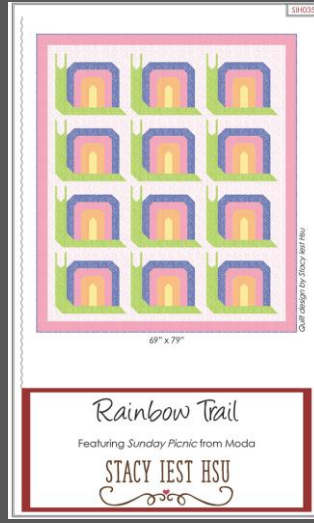 SIH035
Quilt design by Stacy Iest Hsu
69" x 79"
Rainbow Trail
Featuring Sunday Picnic from Moda
STACY IEST HSU